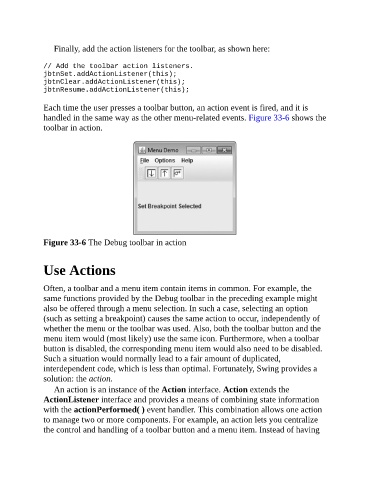 Finally, add the action listeners for the toolbar, as shown here:
// Add the toolbar action listeners.
jbtnSet.addActionListener(this);
jbtnClear.addActionListener(this);
jbtnResume.addActionListener(this);
Each time the user presses a toolbar button, an action event is fired, and it is
handled in the same way as the other menu-related events. Figure 33-6 shows the
toolbar in action.
Menu Demo
File Options Help
Set Breakpoint Selected
Figure 33-6 The Debug toolbar in action
Use Actions
Often, a toolbar and a menu item contain items in common. For example, the
same functions provided by the Debug toolbar in the preceding example might
also be offered through a menu selection. In such a case, selecting an option
(such as setting a breakpoint) causes the same action to occur, independently of
whether the menu or the toolbar was used. Also, both the toolbar button and the
menu item would (most likely) use the same icon. Furthermore, when a toolbar
button is disabled, the corresponding menu item would also need to be disabled.
Such a situation would normally lead to a fair amount of duplicated,
interdependent code, which is less than optimal. Fortunately, Swing provides a
solution: the action.
An action is an instance of the Action interface. Action extends the
ActionListener interface and provides a means of combining state information
with the actionPerformed( ) event handler. This combination allows one action
to manage two or more components. For example, an action lets you centralize
the control and handling of a toolbar button and a menu item. Instead of having